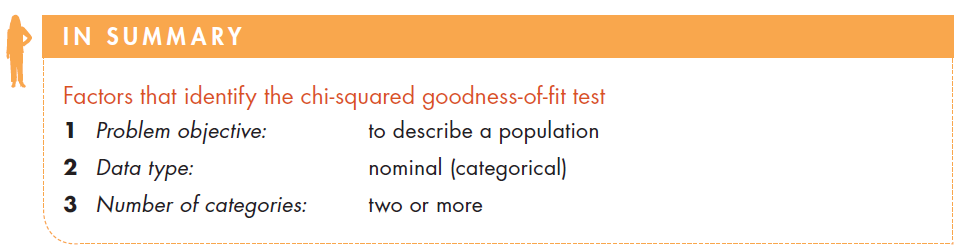 IN SUMMARY
Factors that identify the chi-squared goodness-of-fit test
1 Problem objective: to describe a population
2 Data type: nominal (categorical)
3 Number of categories: two or more